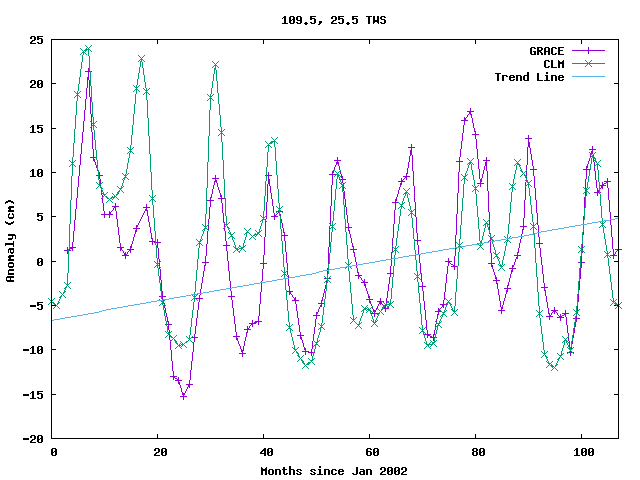 109.5, 25.5 TWS
GRACE
CLM
Trend Line
25
20
15
10
5
0
-5
-10
-15
-20
Anomaly (cm)
0 20 40 60 80 100
Months since Jan 2002